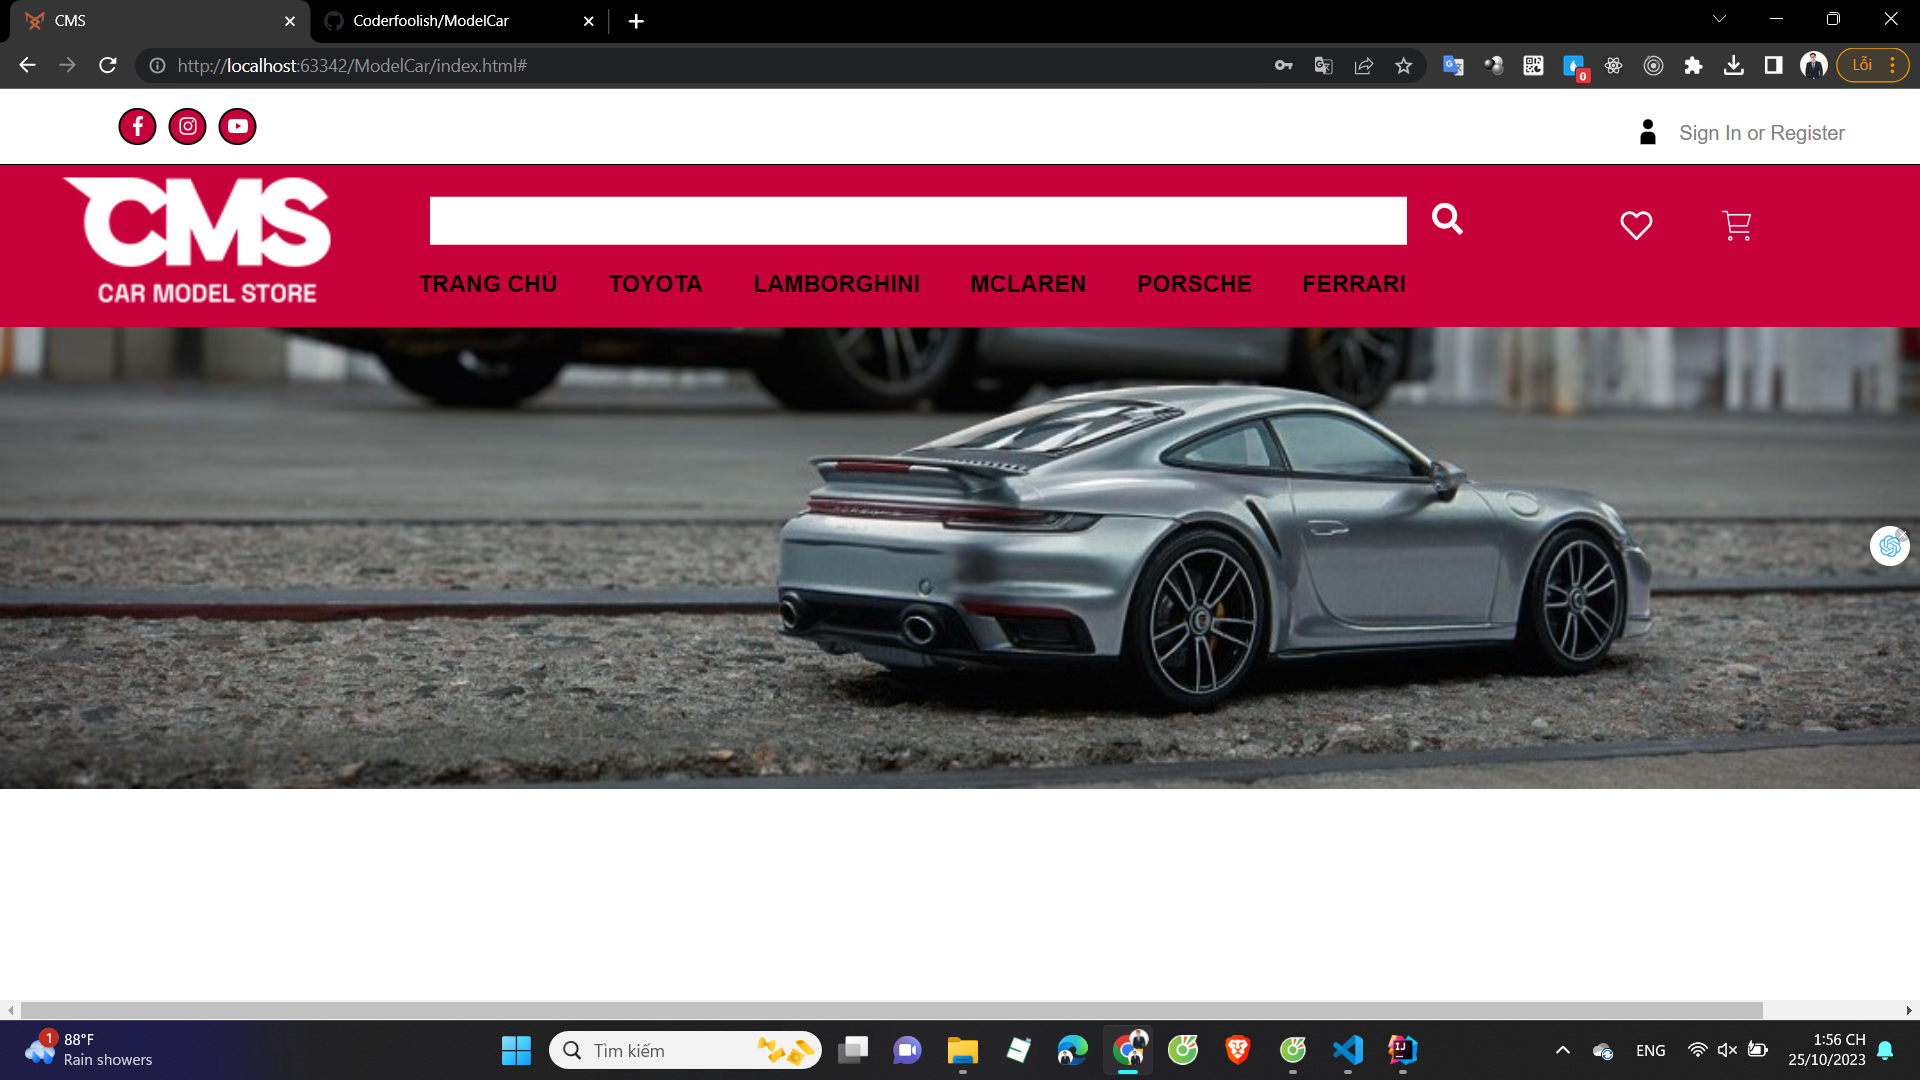 CMS
Coderfoolish/ModelCar
http://localhost:63342/ModelCar/index.html#
0
Lỗi
Sign In or Register
CMS
CAR MODEL STORE
TRANG CHỦ
TOYOTA
LAMBORGHINI
MCLAREN
PORSCHE
FERRARI
1
88°F
Rain showers
Tìm kiếm
IJ
ENG
1:56 CH
25/10/2023